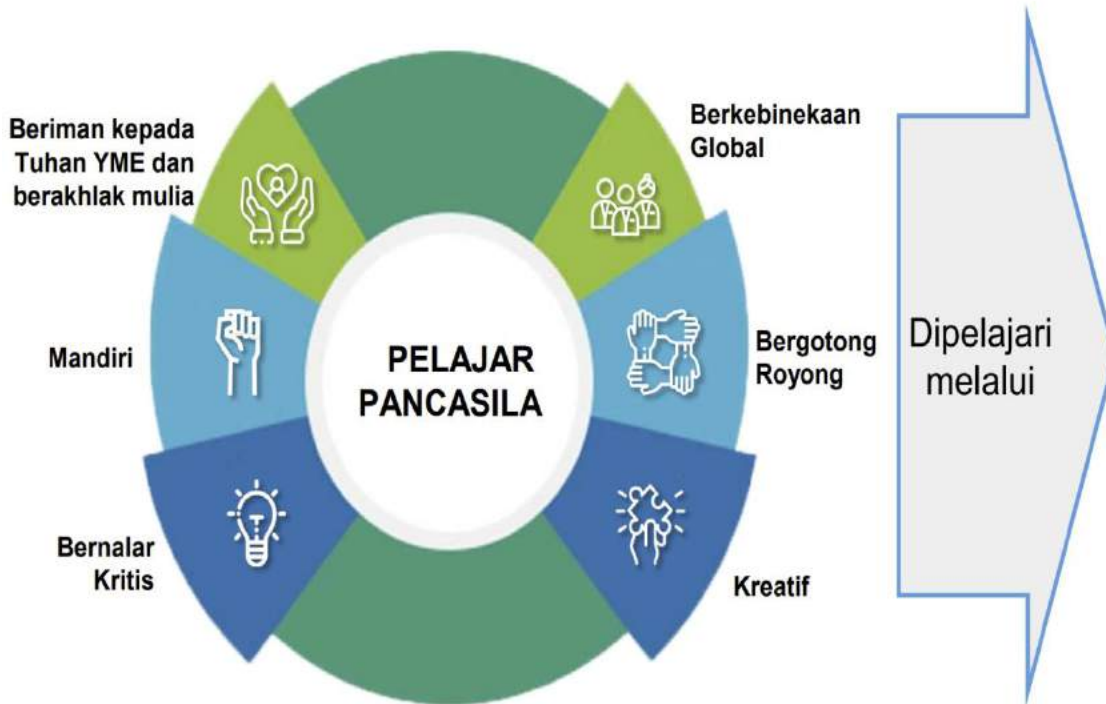 Beriman kepada
Tuhan YME dan
berakhlak mulia
Berkebinekaan
Global
Mandiri
PELAJAR
PANCASILA
Bergotong
Royong
Dipelajari
melalui
Bernalar
Kritis
Kreatif